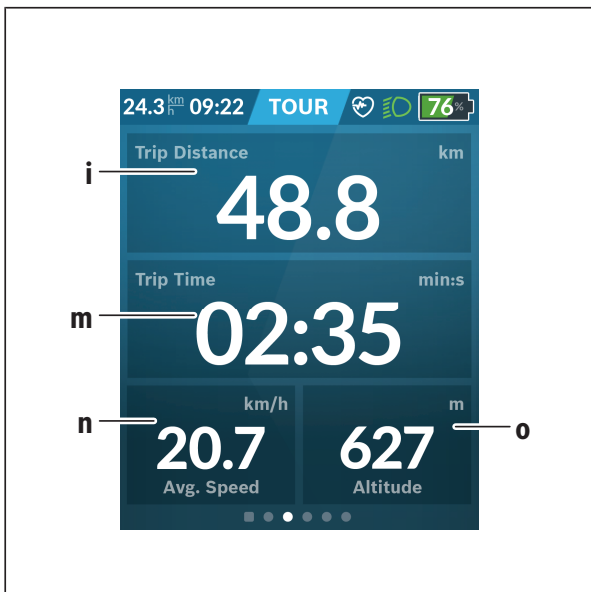 24.3 km/h 09:22 TOUR 76%
Trip Distance km
i
48.8
Trip Time min:s
m
02:35
km/h m
n o
20.7 627
Avg. Speed Altitude